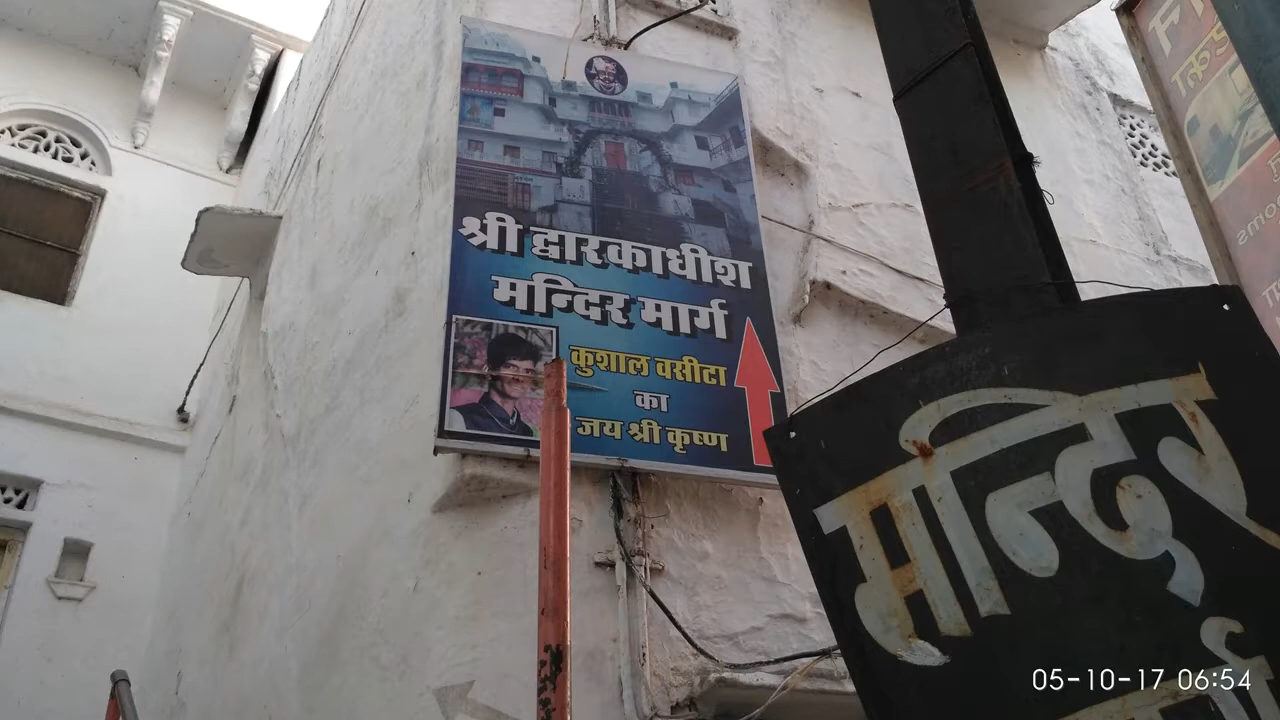 श्री द्वारकाधीश
मन्दिर मार्ग
कुशाल वसीटा
का
जय श्री कृष्ण
मन्दिर
05-10-17 06:54